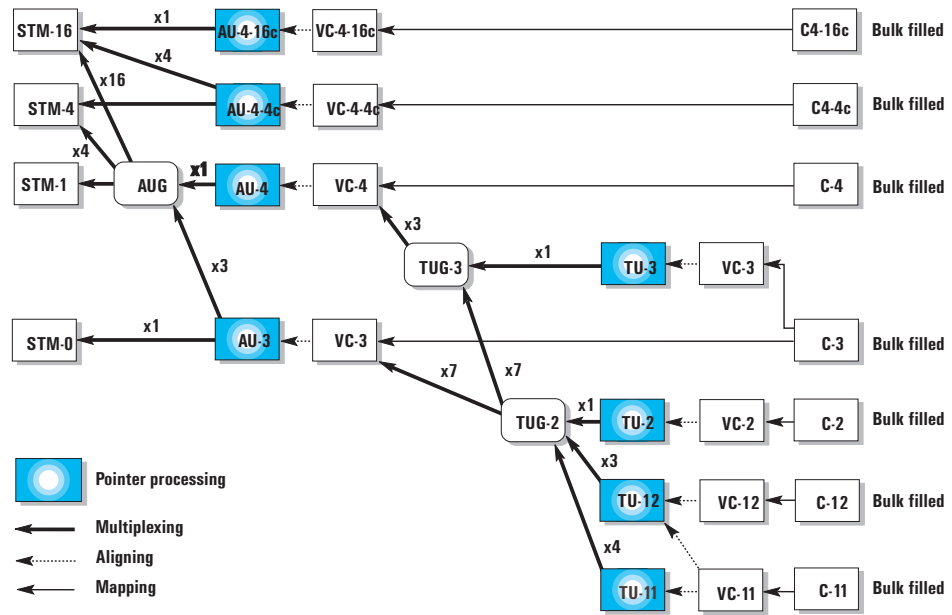 STM-16 x1 AU-4-16c VC-4-16c C4-16c Bulk filled
x4
x16
STM-4 AU-4-4c VC-4-4c C4-4c Bulk filled
x4
STM-1 AUG x1 AU-4 VC-4 C-4 Bulk filled
x3
x3 TUG-3 x1 TU-3 VC-3
STM-0 x1 AU-3 VC-3 C-3 Bulk filled
x7 x7
TUG-2 x1 TU-2 VC-2 C-2 Bulk filled
x3
Pointer processing TU-12 VC-12 C-12 Bulk filled
Multiplexing
x4
Aligning
Mapping TU-11 VC-11 C-11 Bulk filled